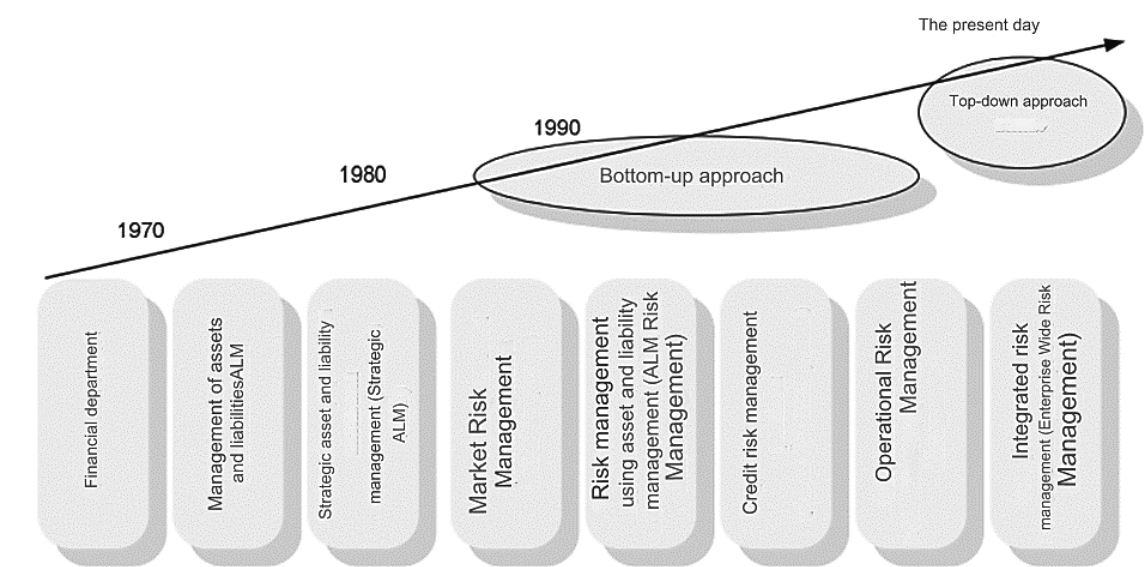 The present day
Top-down approach
1990
Bottom-up approach
1980
1970
Financial department
Management of assets
and liabilitiesALM
Strategic asset and liability
management (Strategic
ALM)
Market Risk
Management
Risk management
using asset and liability
management (ALM Risk
Management)
Credit risk management
Operational Risk
Management
Integrated risk
management (Enterprise Wide Risk
Management)